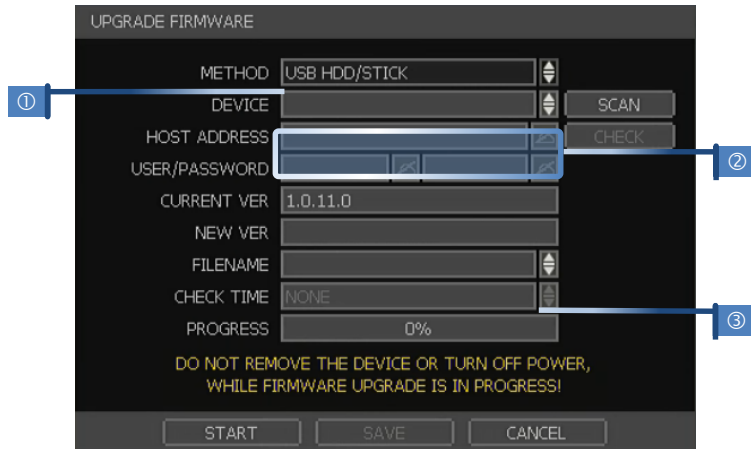 UPGRADE FIRMWARE
METHOD USB HDD/STICK
① DEVICE SCAN
HOST ADDRESS CHECK
② USER/PASSWORD
CURRENT VER 1.0.11.0
NEW VER
FILENAME
CHECK TIME NONE
③ PROGRESS 0%
DO NOT REMOVE THE DEVICE OR TURN OFF POWER,
WHILE FIRMWARE UPGRADE IS IN PROGRESS!
START SAVE CANCEL